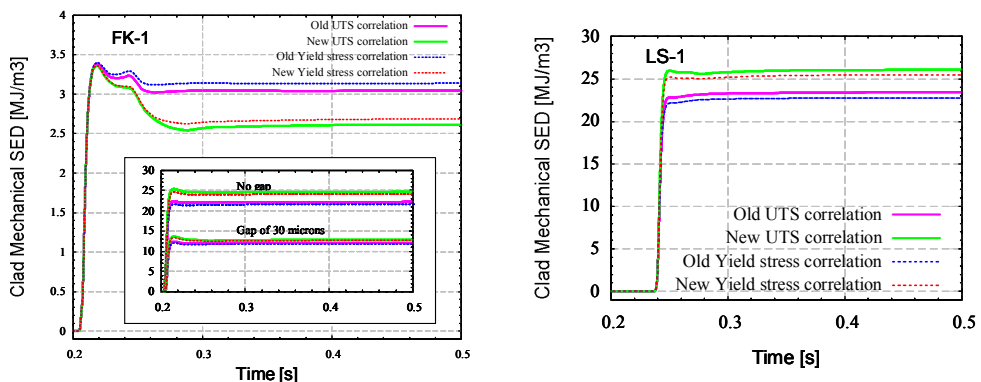 FK-1
Old UTS correlation
New UTS correlation
Old Yield stress correlation
New Yield stress correlation
Clad Mechanical SED [MJ/m3]
4
3.5
3
2.5
2
1.5
1
0.5
0
0.2
0.3
0.4
0.5
Time [s]
30
25
20
15
10
5
0
No gap
Gap of 30 microns
0.2
0.3
0.4
0.5
LS-1
Clad Mechanical SED [MJ/m3]
30
25
20
15
10
5
0
Old UTS correlation
New UTS correlation
Old Yield stress correlation
New Yield stress correlation
0.2
0.3
0.4
0.5
Time [s]